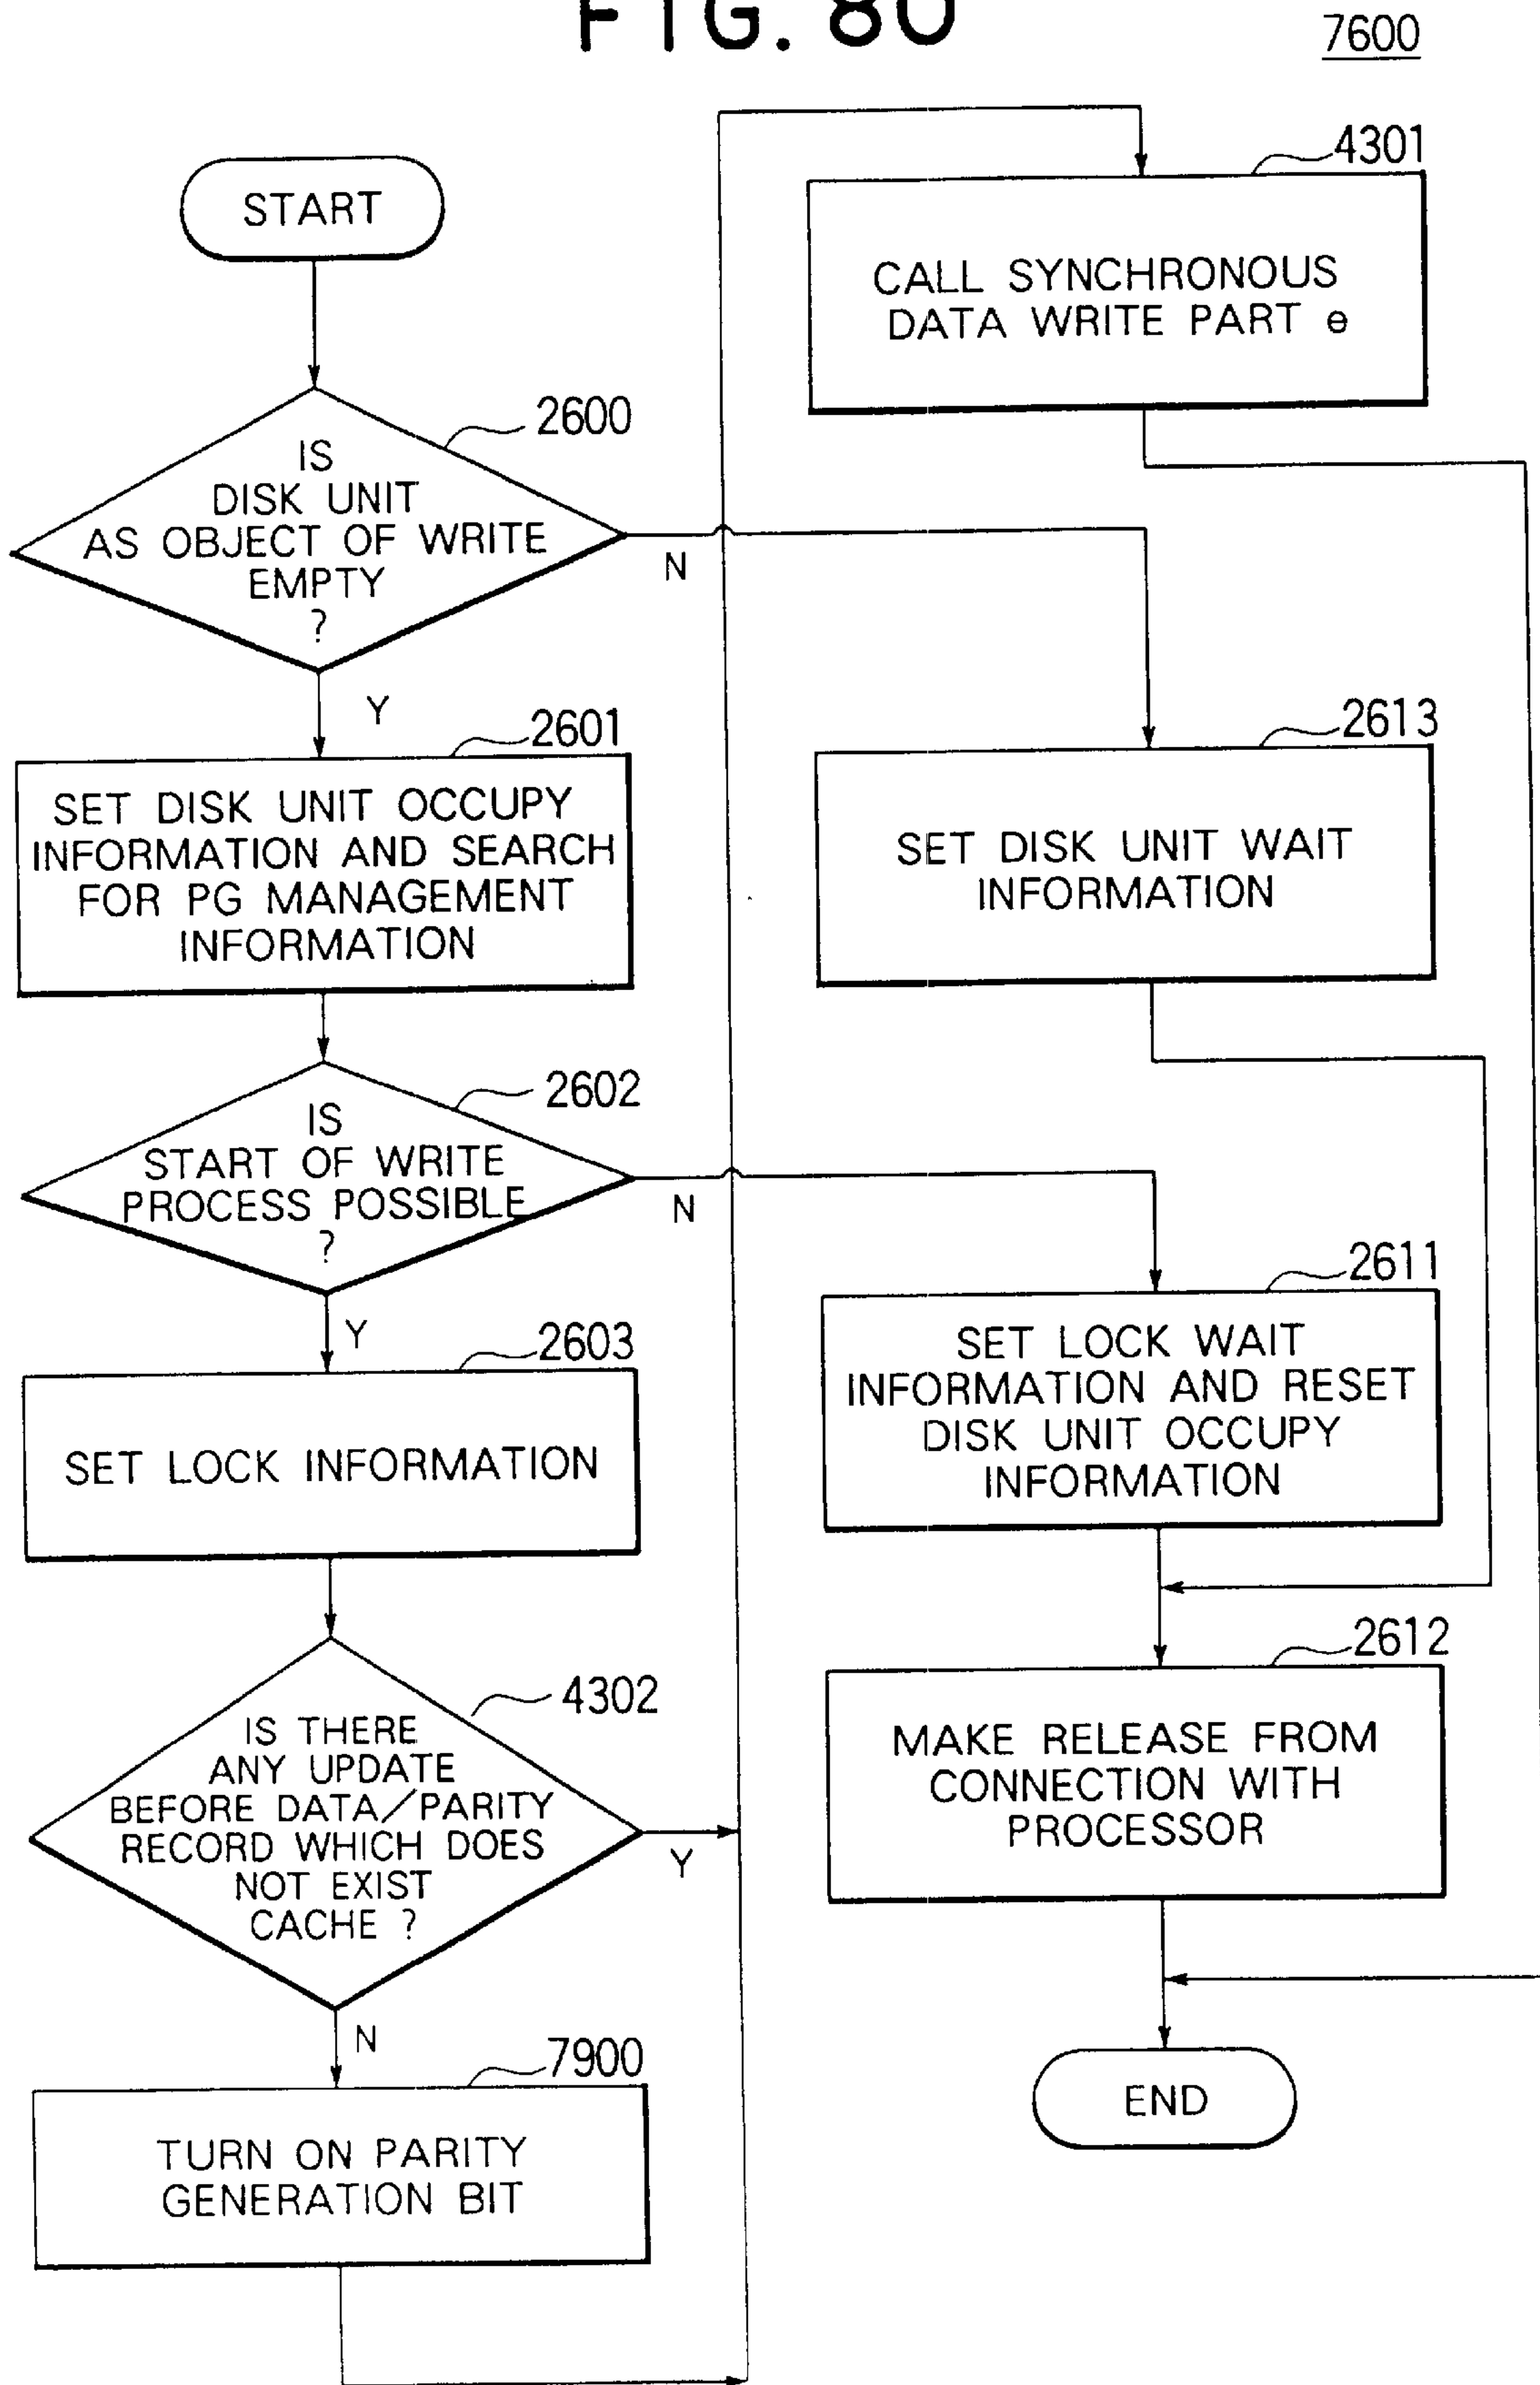 FIG. 80
7600
START
2600
IS
DISK UNIT
AS OBJECT OF WRITE
EMPTY
?
N
Y
2601
SET DISK UNIT OCCUPY
INFORMATION AND SEARCH
FOR PG MANAGEMENT
INFORMATION
2602
IS
START OF WRITE
PROCESS POSSIBLE
?
N
Y
2603
SET LOCK INFORMATION
4302
IS THERE
ANY UPDATE
BEFORE DATA/PARITY
RECORD WHICH DOES
NOT EXIST
CACHE ?
Y
N
7900
TURN ON PARITY
GENERATION BIT
4301
CALL SYNCHRONOUS
DATA WRITE PART e
2613
SET DISK UNIT WAIT
INFORMATION
2611
SET LOCK WAIT
INFORMATION AND RESET
DISK UNIT OCCUPY
INFORMATION
2612
MAKE RELEASE FROM
CONNECTION WITH
PROCESSOR
END